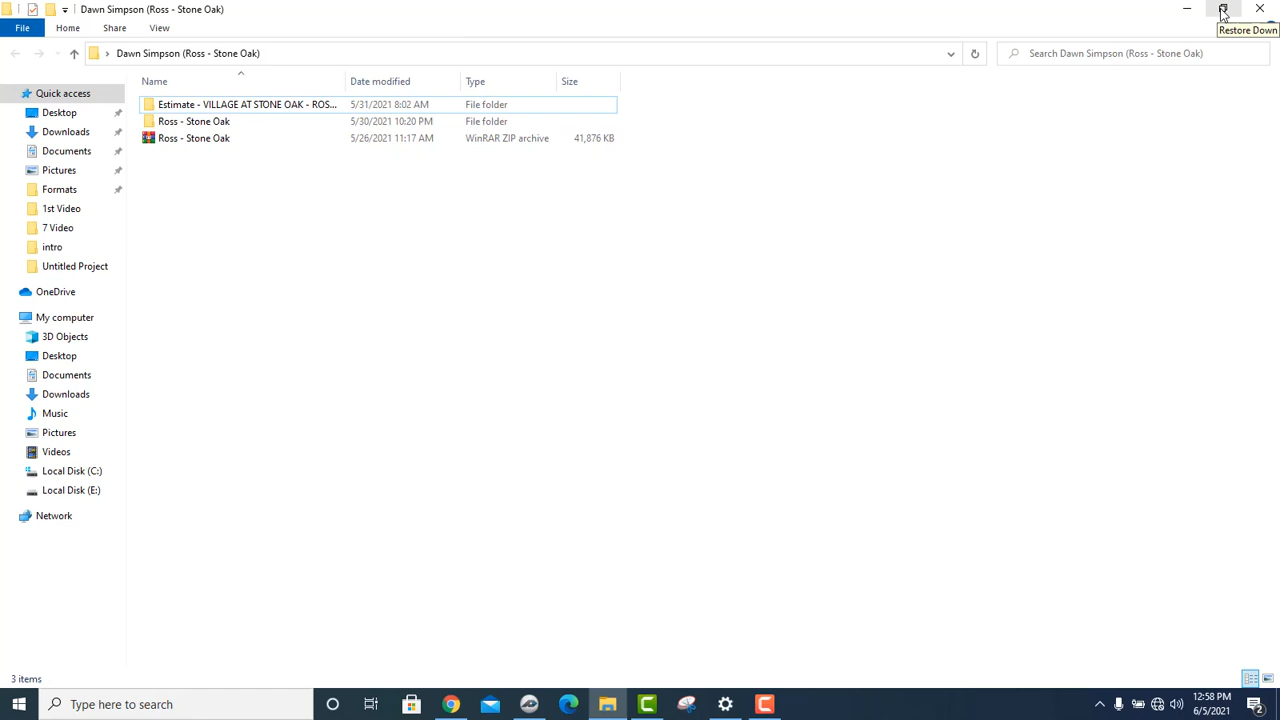 Dawn Simpson (Ross - Stone Oak)
Restore Down
File Home Share View
Dawn Simpson (Ross - Stone Oak)
Search Dawn Simpson (Ross - Stone Oak)
Name Date modified Type Size
Estimate - VILLAGE AT STONE OAK - ROS... 5/31/2021 8:02 AM File folder
Ross - Stone Oak 5/30/2021 10:20 PM File folder
Ross - Stone Oak 5/26/2021 11:17 AM WinRAR ZIP archive 41,876 KB
Quick access
Desktop
Downloads
Documents
Pictures
Formats
1st Video
7 Video
intro
Untitled Project
OneDrive
My computer
3D Objects
Desktop
Documents
Downloads
Music
Pictures
Videos
Local Disk (C:)
Local Disk (E:)
Network
3 items
Type here to search
12:58 PM
6/5/2021
2